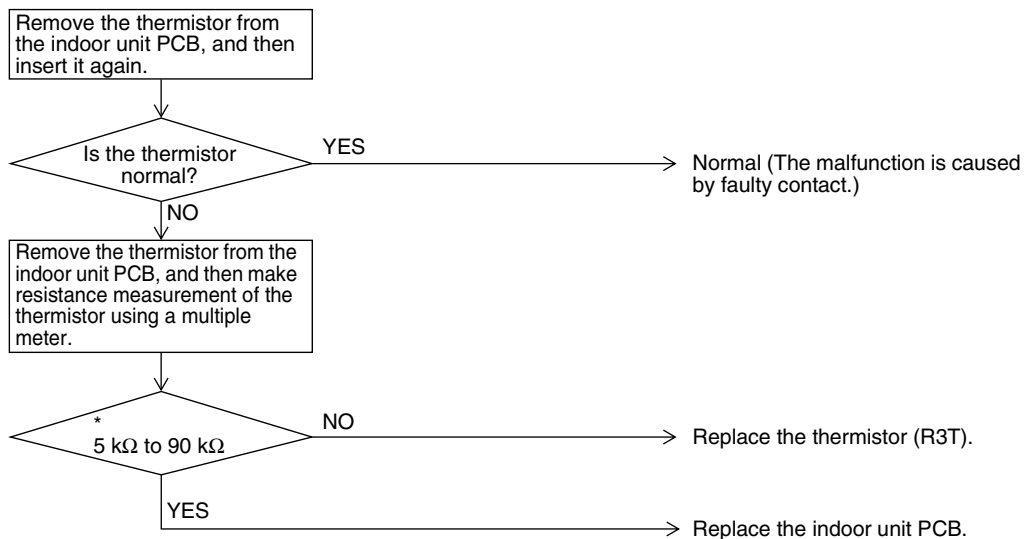 Remove the thermistor from
the indoor unit PCB, and then
insert it again.
Is the thermistor
normal?
YES
Normal (The malfunction is caused
by faulty contact.)
NO
Remove the thermistor from the
indoor unit PCB, and then make
resistance measurement of the
thermistor using a multiple
meter.
*
5 kΩ to 90 kΩ
NO
Replace the thermistor (R3T).
YES
Replace the indoor unit PCB.